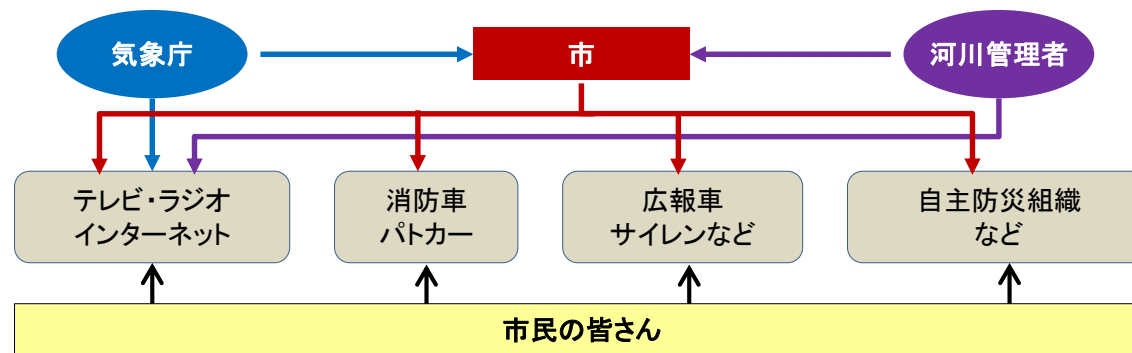 気象庁
市
河川管理者
テレビ・ラジオ
インターネット
消防車
パトカー
広報車
サイレンなど
自主防災組織
など
市民の皆さん